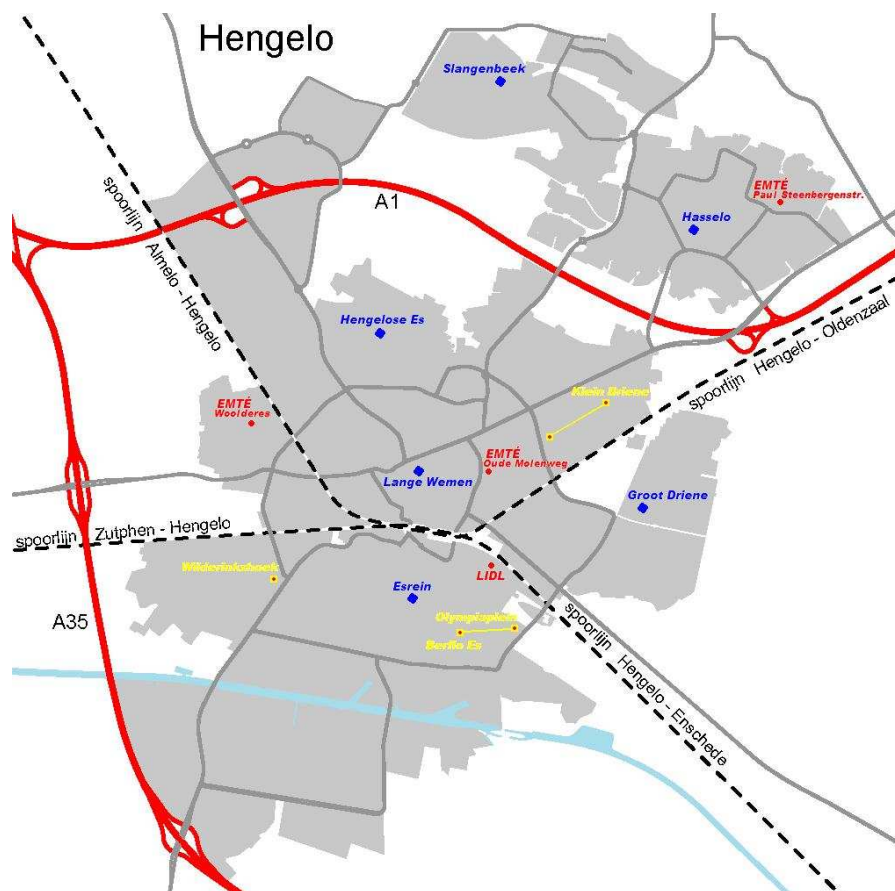 Hengelo
Slangenbeek
EMTÉ
Paul Steenbergenstr.
A1
Hasselo
spoorlijn Almelo - Hengelo
Hengelose Es
spoorlijn Hengelo - Oldenzaal
Klein Driene
EMTÉ
Woolderes
EMTÉ
Oude Molenweg
Lange Wemen
Groot Driene
spoorlijn Zutphen - Hengelo
Wilderinkshoek
LIDL
Esrein
A35
Olympiaplein
Berflo Es
spoorlijn Hengelo - Enschede